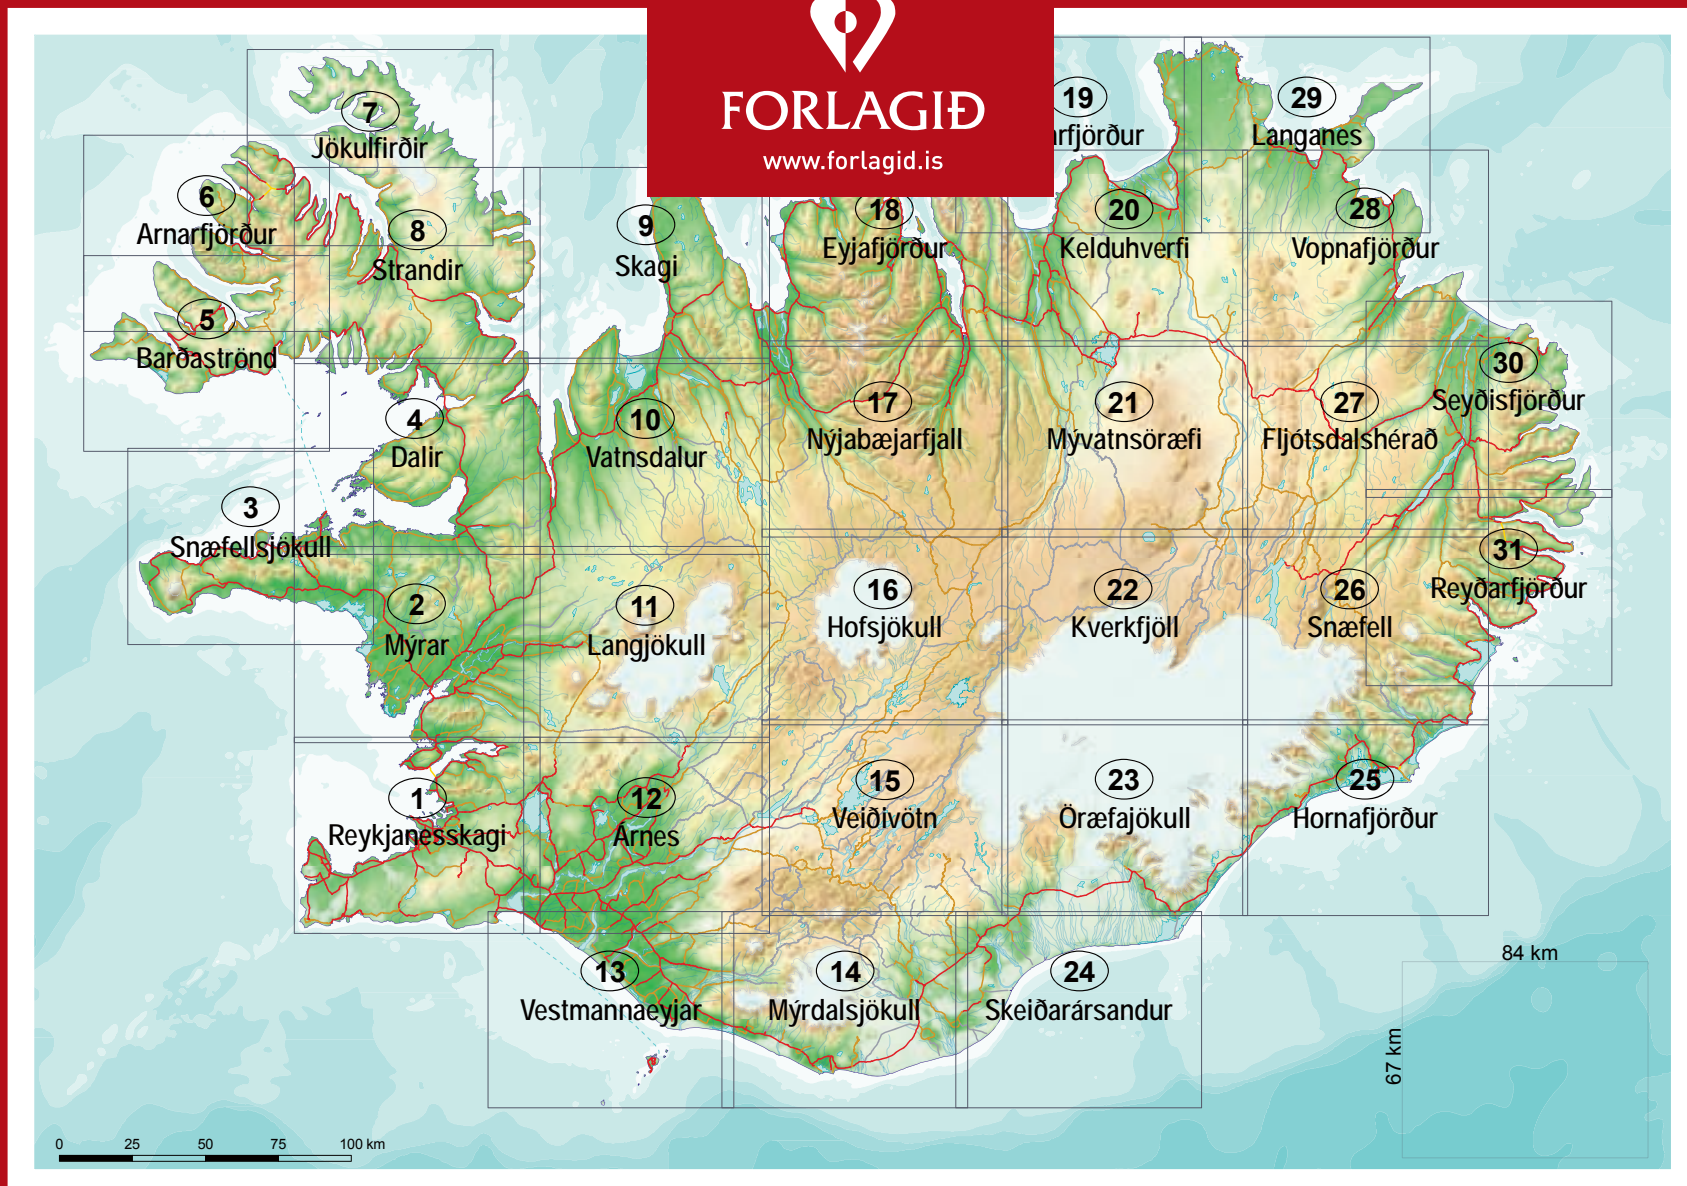 FORLAGIÐ
www.forlagid.is
7
Jökulfirðir
19
rfjörður
29
Langanes
6
Arnarfjörður
8
Strandir
9
Skagi
18
Eyjafjörður
20
Kelduhverfi
28
Vopnafjörður
5
Barðaströnd
4
Dalir
10
Vatnsdalur
17
Nýjabæjarfjall
21
Mývatnsöræfi
27
Fljótsdalshérað
30
Seyðisfjörður
3
Snæfellsjökull
2
Mýrar
11
Langjökull
16
Hofsjökull
22
Kverkfjöll
26
Snæfell
31
Reyðarfjörður
1
Reykjanesskagi
12
Árnes
15
Veiðivötn
23
Öræfajökull
25
Hornafjörður
13
Vestmannaeyjar
14
Mýrdalsjökull
24
Skeiðarársandur
84 km
67 km
0 25 50 75 100 km